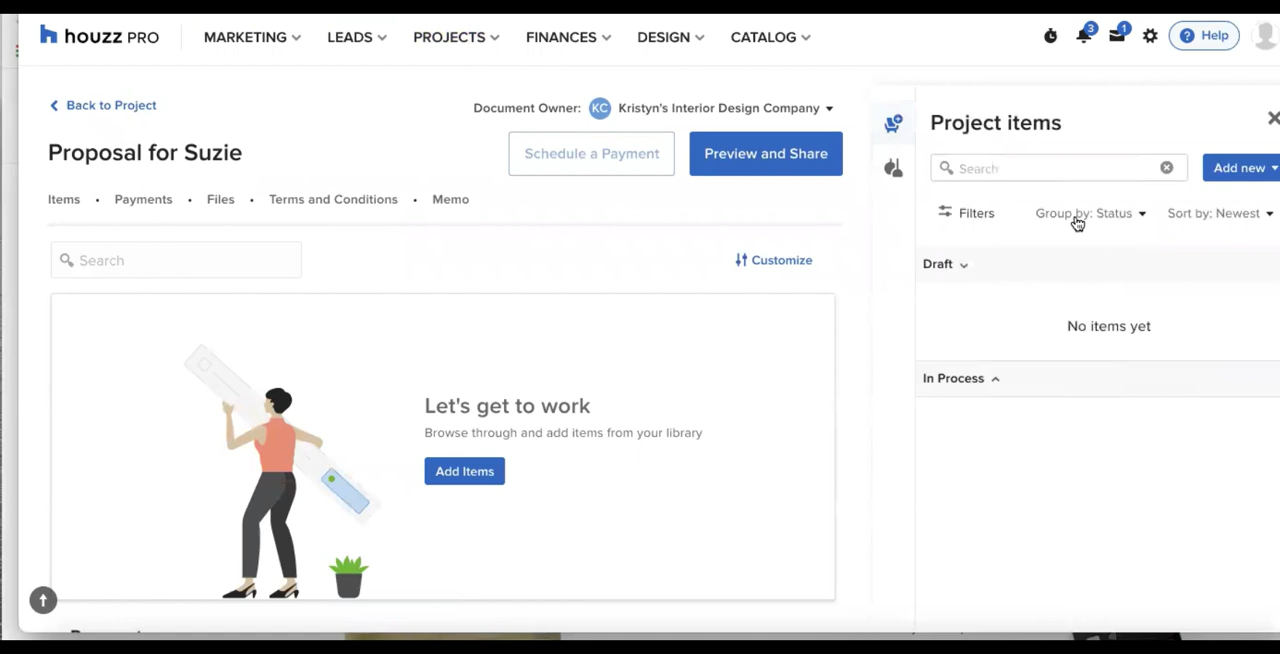 houzz PRO MARKETING LEADS PROJECTS FINANCES DESIGN CATALOG 3 1 ? Help
Back to Project
Document Owner: KC Kristyn's Interior Design Company
Proposal for Suzie
Schedule a Payment Preview and Share
Items • Payments • Files • Terms and Conditions • Memo
Search Customize
Let's get to work
Browse through and add items from your library
Add Items
Project items
Search Add new
Filters Group by: Status Sort by: Newest
Draft
No items yet
In Process